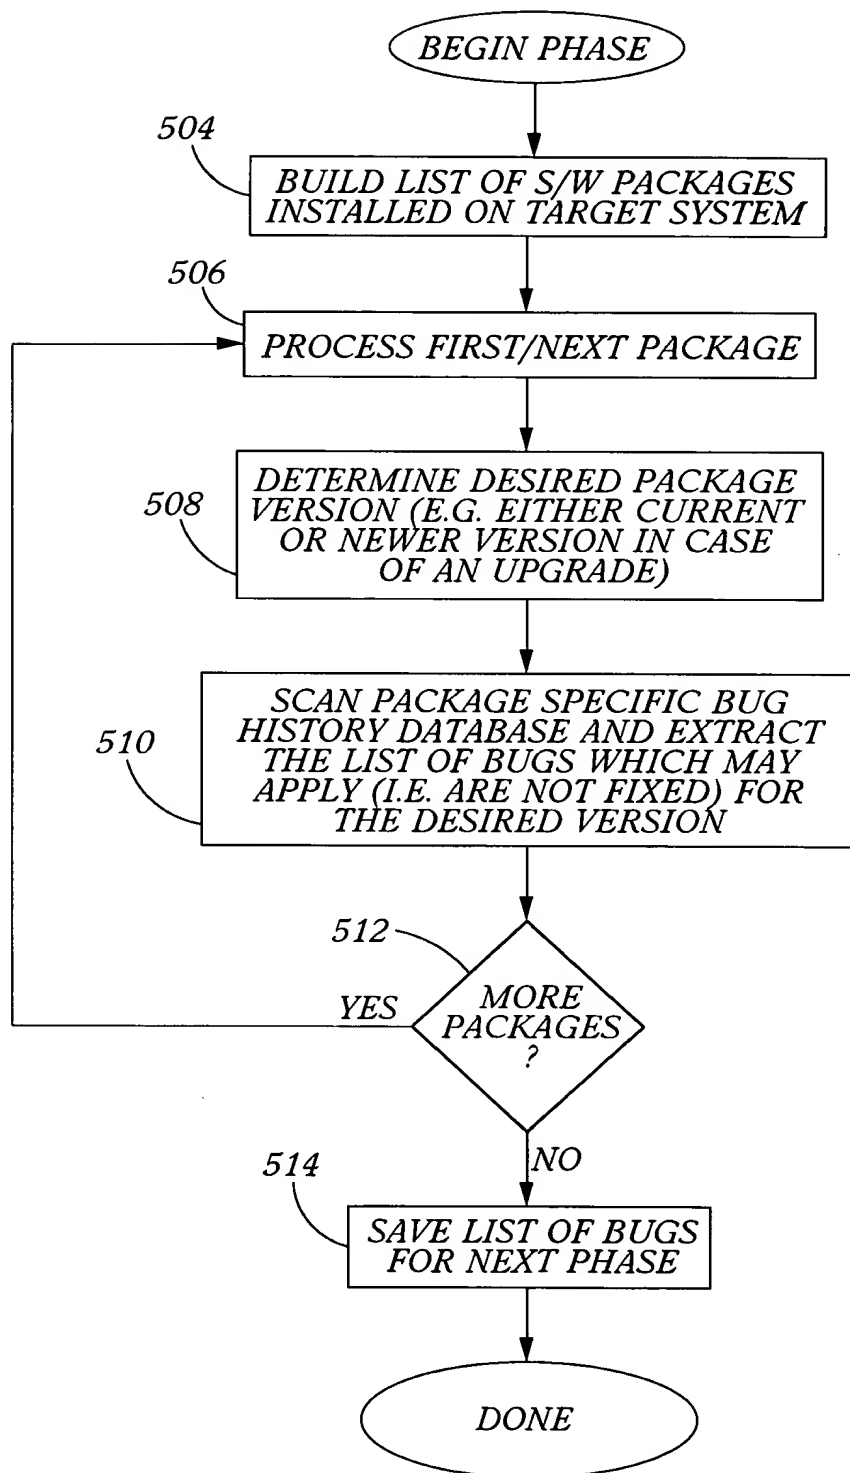 BEGIN PHASE
504
BUILD LIST OF S/W PACKAGES
INSTALLED ON TARGET SYSTEM
506
PROCESS FIRST/NEXT PACKAGE
508
DETERMINE DESIRED PACKAGE
VERSION (E.G. EITHER CURRENT
OR NEWER VERSION IN CASE
OF AN UPGRADE)
510
SCAN PACKAGE SPECIFIC BUG
HISTORY DATABASE AND EXTRACT
THE LIST OF BUGS WHICH MAY
APPLY (I.E. ARE NOT FIXED) FOR
THE DESIRED VERSION
512
YES
MORE
PACKAGES
?
NO
514
SAVE LIST OF BUGS
FOR NEXT PHASE
DONE